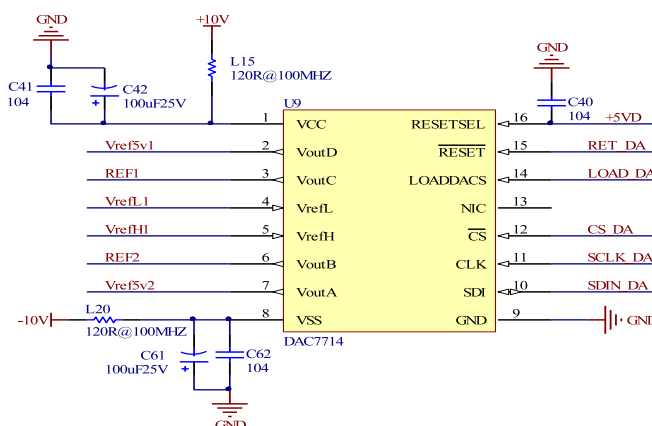 GND
+10V
L15
120R@100MHZ
C41
104
C42
100uF25V
+
GND
C40
104
U9
1
VCC
RESETSEL
16
+5VD
Vref5v1
2
VoutD
RESET
15
RET_DA
REF1
3
VoutC
LOADDACS
14
LOAD_DA
VrefL1
4
VrefL
NIC
13
VrefH1
5
VrefH
CS
12
CS_DA
REF2
6
VoutB
CLK
11
SCLK_DA
Vref5v2
7
VoutA
SDI
10
SDIN_DA
-10V
L20
120R@100MHZ
8
VSS
GND
9
GND
DAC7714
C61
100uF25V
+
C62
104
GND